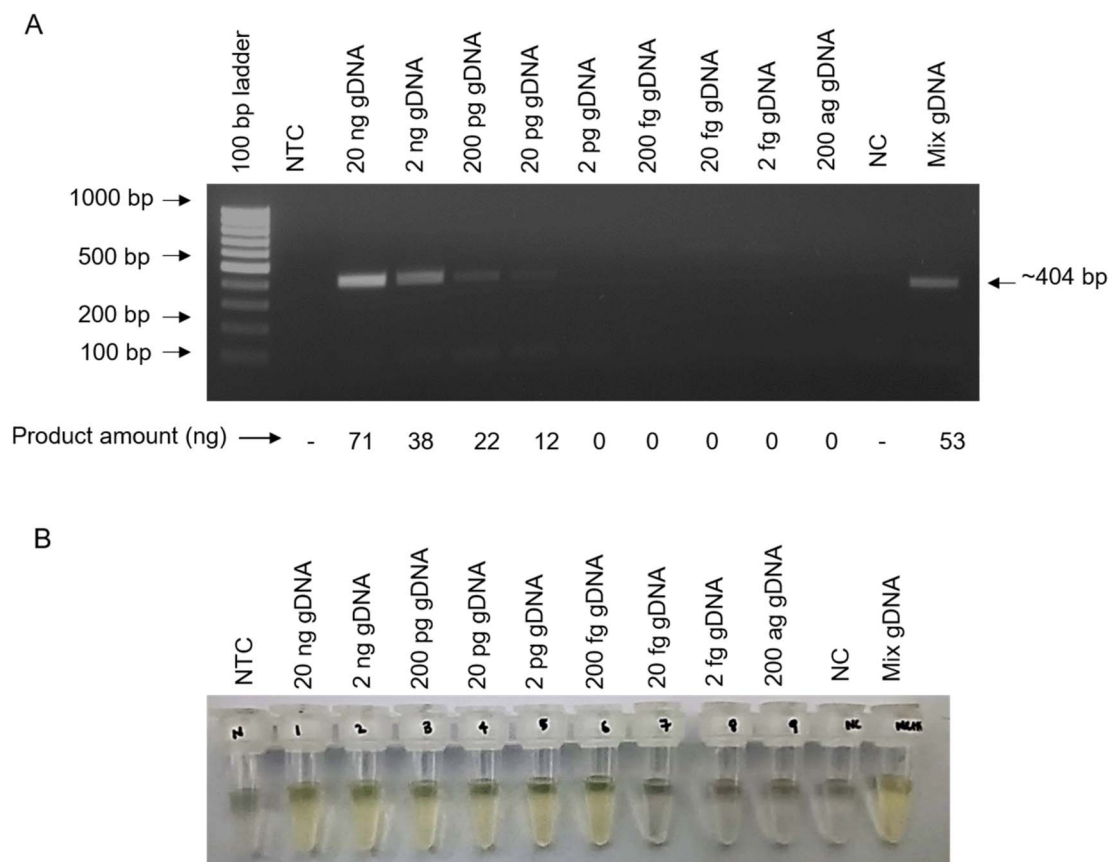 A
100 bp ladder
NTC
20 ng gDNA
2 ng gDNA
200 pg gDNA
20 pg gDNA
2 pg gDNA
200 fg gDNA
20 fg gDNA
2 fg gDNA
200 ag gDNA
NC
Mix gDNA
1000 bp
500 bp
200 bp
100 bp
~404 bp
Product amount (ng) - 71 38 22 12 0 0 0 0 0 - 53
B
NTC
20 ng gDNA
2 ng gDNA
200 pg gDNA
20 pg gDNA
2 pg gDNA
200 fg gDNA
20 fg gDNA
2 fg gDNA
200 ag gDNA
NC
Mix gDNA
N 1 2 3 4 5 6 7 8 9 NC